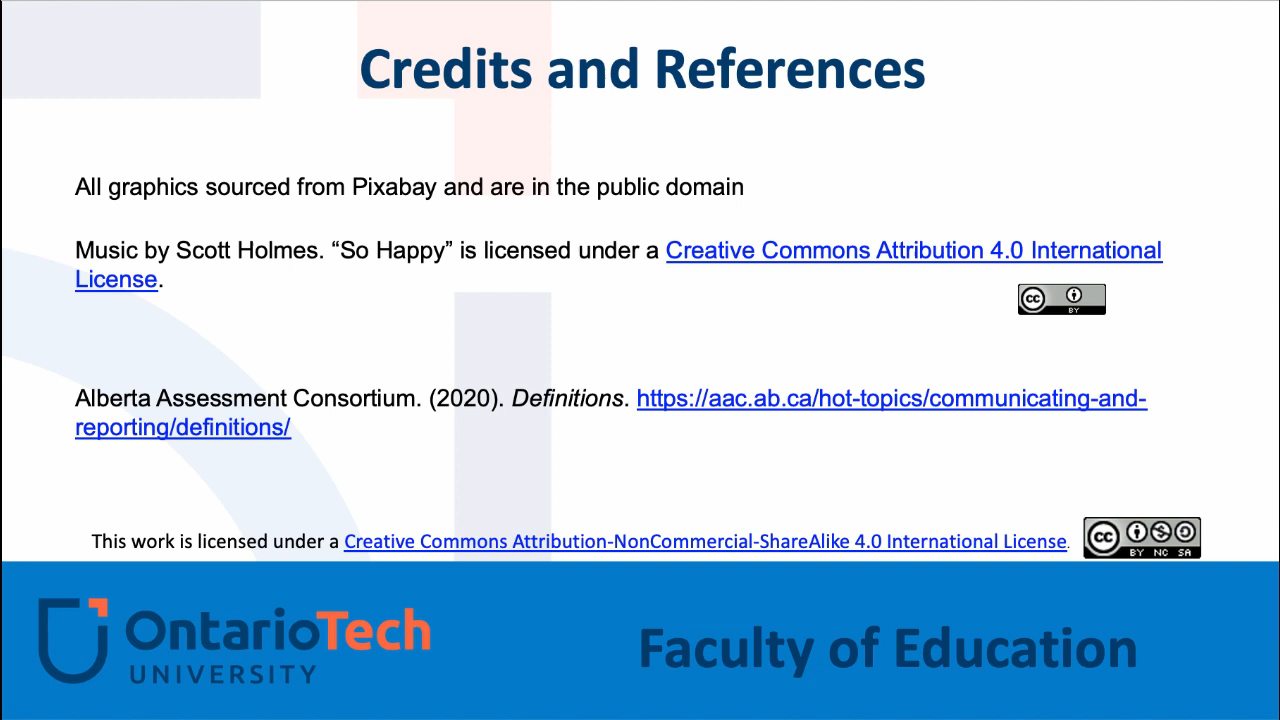 Credits and References
All graphics sourced from Pixabay and are in the public domain
Music by Scott Holmes. “So Happy” is licensed under a Creative Commons Attribution 4.0 International
License.
CC BY
Alberta Assessment Consortium. (2020). Definitions. https://aac.ab.ca/hot-topics/communicating-and-
reporting/definitions/
This work is licensed under a Creative Commons Attribution-NonCommercial-ShareAlike 4.0 International License.
CC BY NC SA
OntarioTech
UNIVERSITY
Faculty of Education